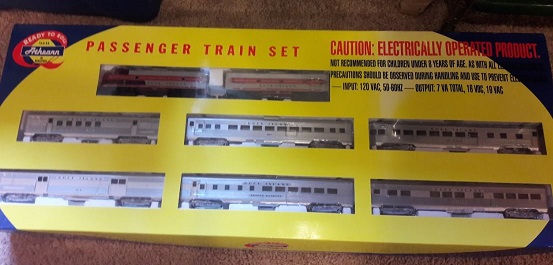 READY TO ROLL
Athearn
PASSENGER TRAIN SET
CAUTION: ELECTRICALLY OPERATED PRODUCT.
NOT RECOMMENDED FOR CHILDREN UNDER 8 YEARS OF AGE. AS WITH ALL
PRECAUTIONS SHOULD BE OBSERVED DURING HANDLING AND USE TO PREVENT
INPUT: 120 VAC, 50-60HZ OUTPUT: 7 VA TOTAL, 18 VDC, 19 VAC